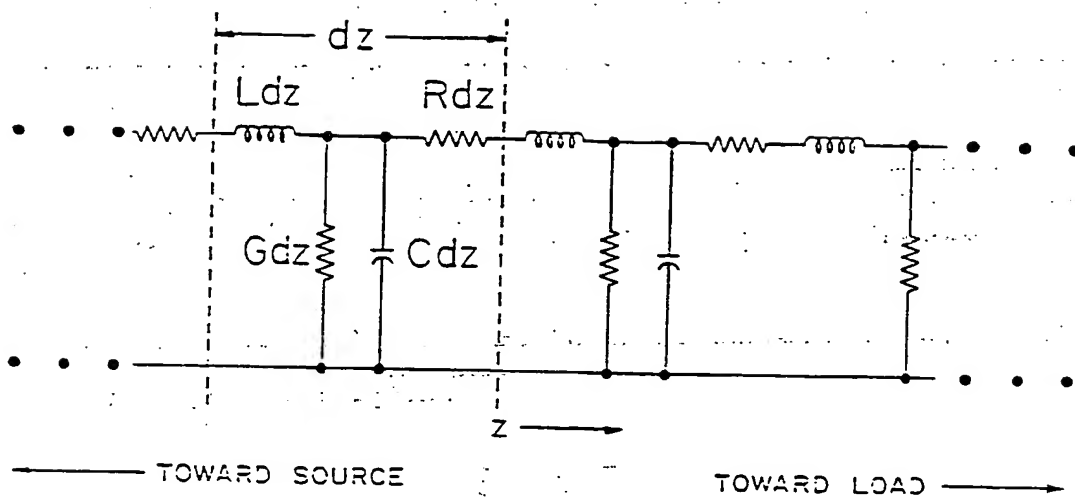 dz
Ldz
Rdz
Gdz
Cdz
z
TOWARD SOURCE
TOWARD LOAD